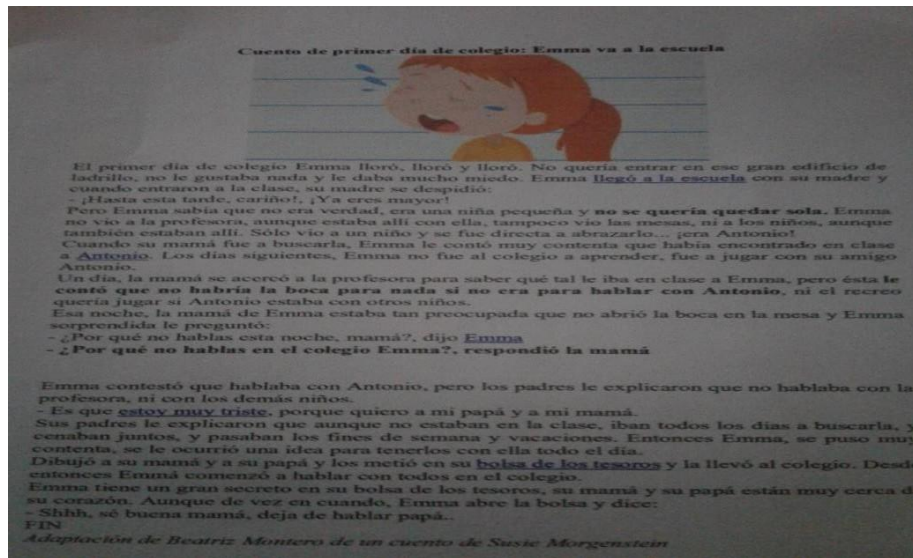 Cuento de primer día de colegio: Emma va a la escuela
El primer día de colegio Emma lloró, lloró y lloró. No quería entrar en ese gran edificio de
ladrillo, no le gustaba nada y le daba mucho miedo. Emma llegó a la escuela con su madre y
cuando entraron a la clase, su madre se despidió:
- ¡Hasta esta tarde, cariño!, ¡Ya eres mayor!
Pero Emma sabía que no era verdad, era una niña pequeña y no se quería quedar sola. Emma
no vio a la profesora, aunque estaba allí con ella, tampoco vio las mesas, ni a los niños, aunque
también estaban allí. Sólo vio a un niño y se fue directa a abrazarlo... ¡era Antonio!
Cuando su mamá fue a buscarla, Emma le contó muy contenta que había encontrado en clase
a Antonio. Los días siguientes, Emma no fue al colegio a aprender, fue a jugar con su amigo
Antonio.
Un día, la mamá se acercó a la profesora para saber qué tal le iba en clase a Emma, pero ésta le
contó que no habría la boca para nada si no era para hablar con Antonio, ni el recreo
quería jugar si Antonio estaba con otros niños.
Esa noche, la mamá de Emma estaba tan preocupada que no abrió la boca en la mesa y Emma
sorprendida le preguntó:
- ¿Por qué no hablas esta noche, mamá?, dijo Emma
- ¿Por qué no hablas en el colegio Emma?, respondió la mamá
Emma contestó que hablaba con Antonio, pero los padres le explicaron que no hablaba con la
profesora, ni con los demás niños.
- Es que estoy muy triste, porque quiero a mi papá y a mi mamá.
Sus padres le explicaron que aunque no estaban en la clase, iban todos los días a buscarla, y
cenaban juntos, y pasaban los fines de semana y vacaciones. Entonces Emma, se puso muy
contenta, se le ocurrió una idea para tenerlos con ella todo el día.
Dibujó a su mamá y a su papá y los metió en su bolsa de los tesoros y la llevó al colegio. Desd
entonces Emma comenzó a hablar con todos en el colegio.
Emma tiene un gran secreto en su bolsa de los tesoros, su mamá y su papá están muy cerca d
su corazón. Aunque de vez en cuando, Emma abre la bolsa y dice:
- Shhh, sé buena mamá, deja de hablar papá..
FIN
Adaptación de Beatriz Montero de un cuento de Susie Morgenstein